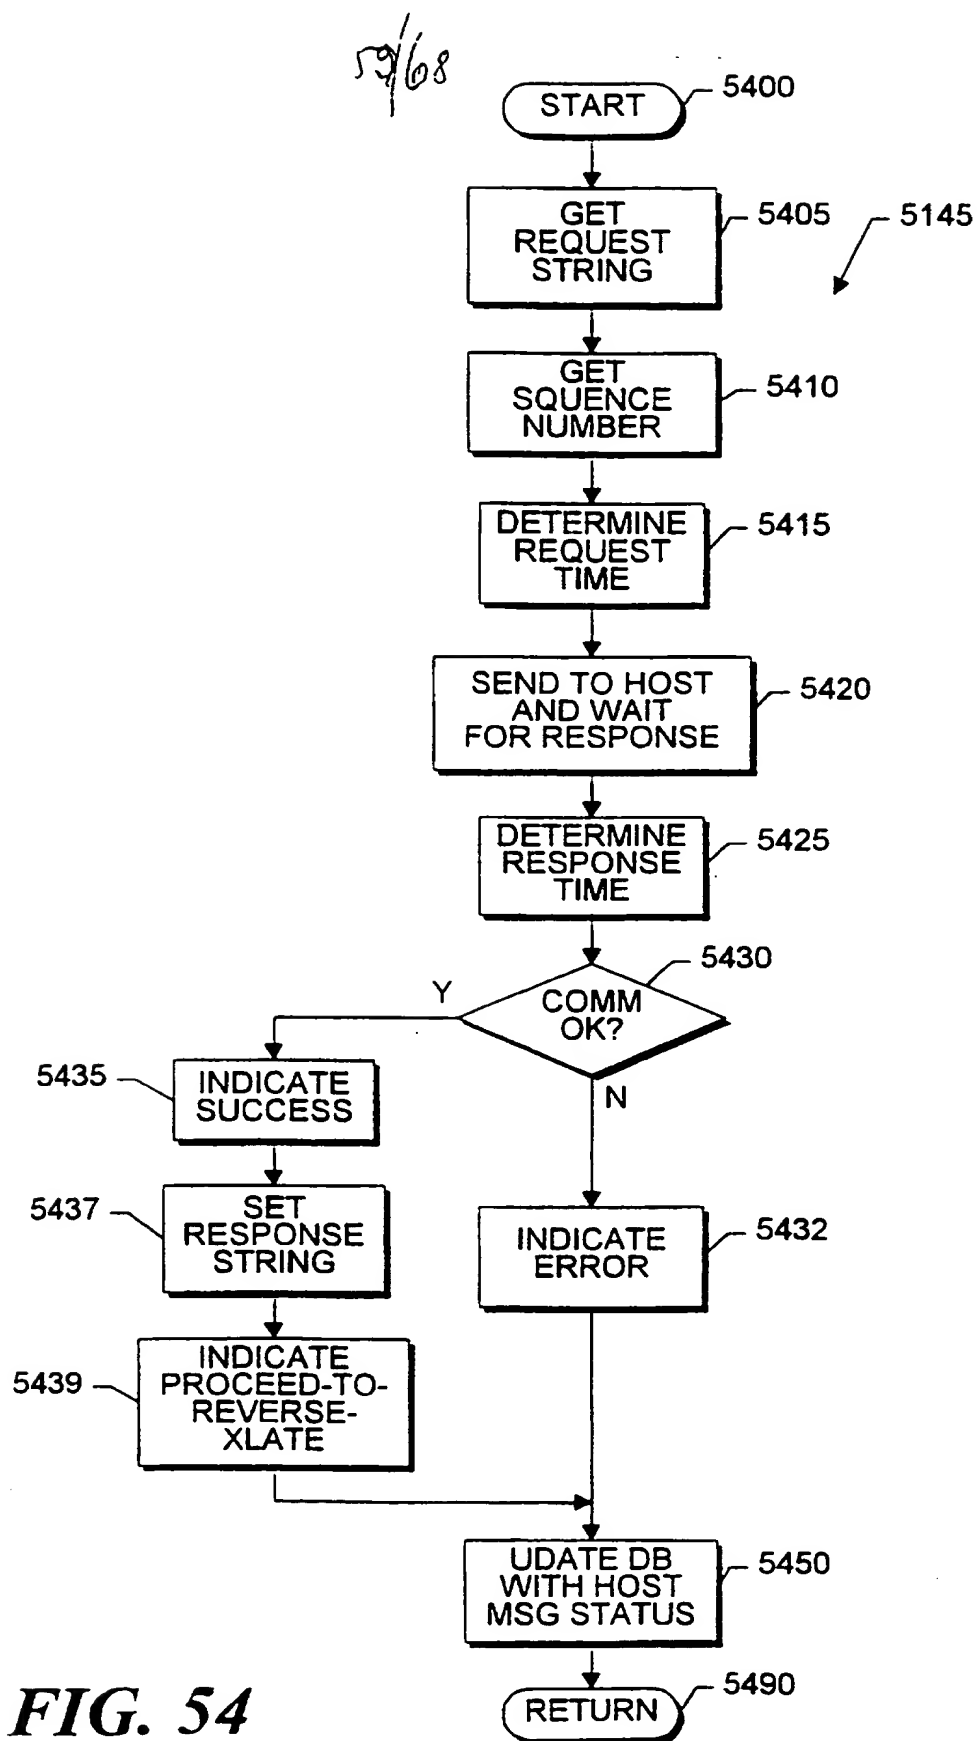 59/68
START
5400
GET
REQUEST
STRING
5405
5145
GET
SQUENCE
NUMBER
5410
DETERMINE
REQUEST
TIME
5415
SEND TO HOST
AND WAIT
FOR RESPONSE
5420
DETERMINE
RESPONSE
TIME
5425
COMM
OK?
5430
Y
N
5435
INDICATE
SUCCESS
5437
SET
RESPONSE
STRING
INDICATE
ERROR
5432
5439
INDICATE
PROCEED-TO-
REVERSE-
XLATE
UDATE DB
WITH HOST
MSG STATUS
5450
RETURN
5490
FIG. 54